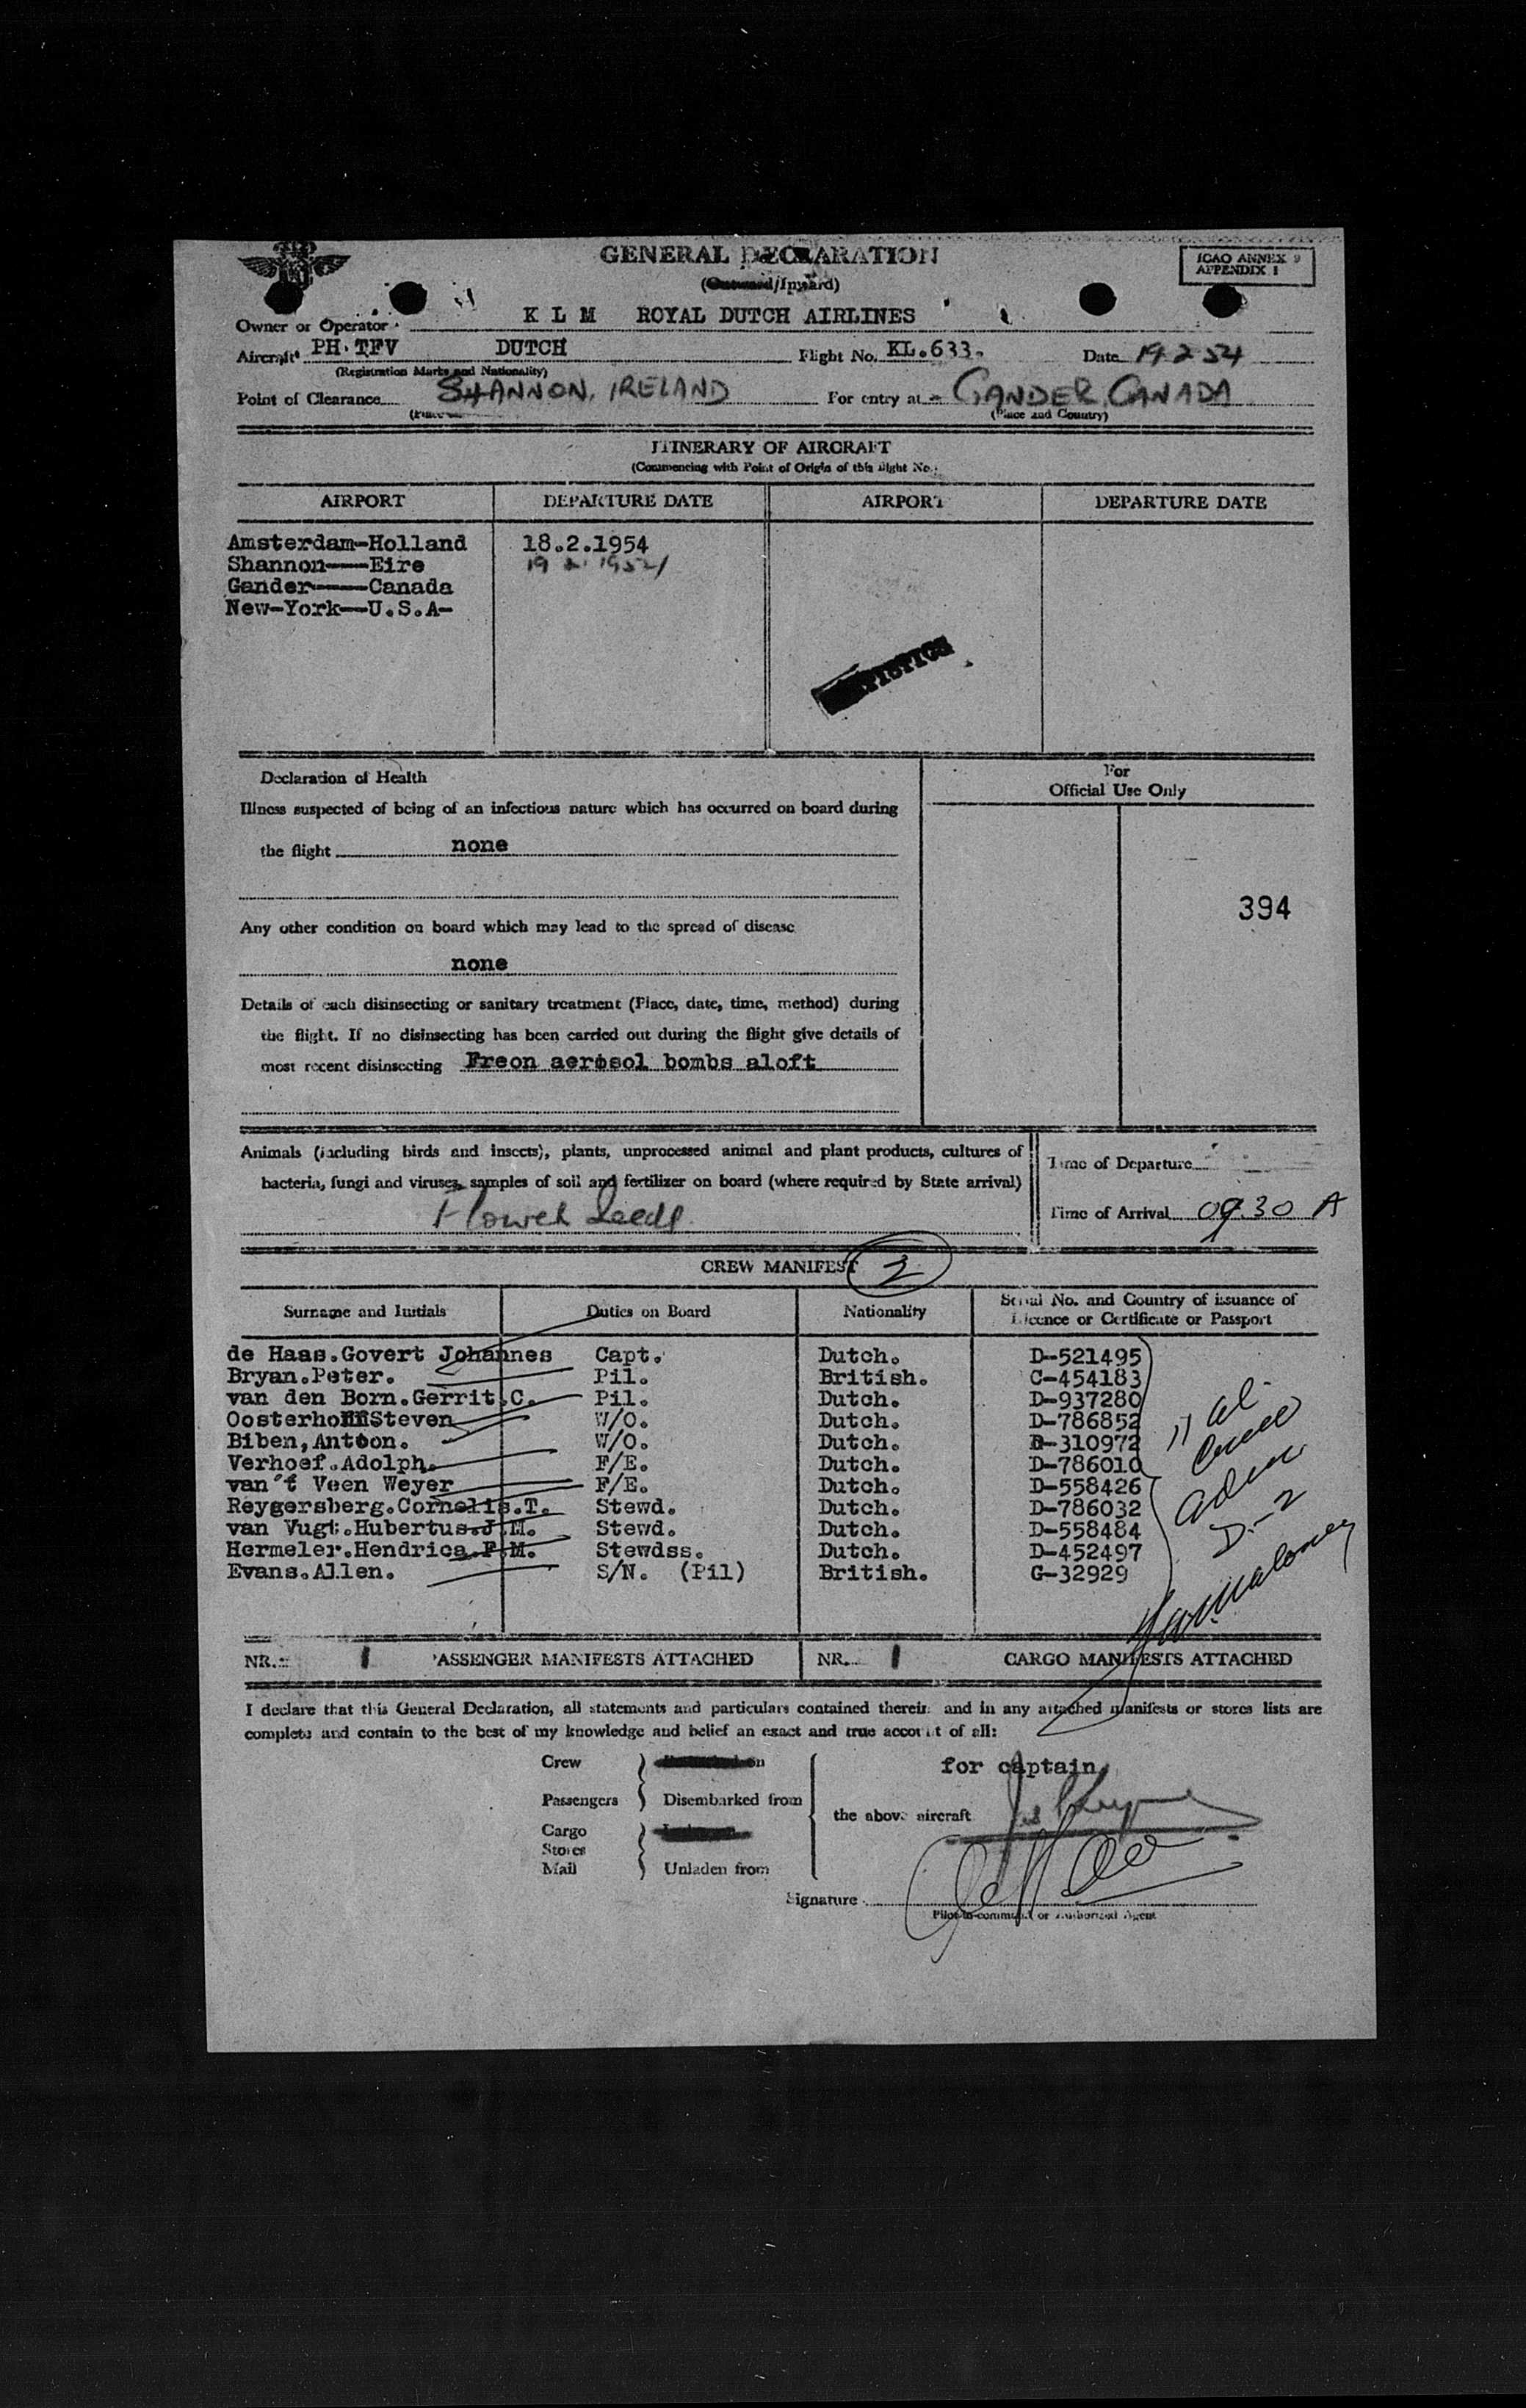 GENERAL DECLARATION
(Outward/Inward)
ICAO ANNEX 9
APPENDIX 1
Owner or Operator K L M ROYAL DUTCH AIRLINES
Aircraft PH-TFV DUTCH Flight No. KL.633. Date 19 2 54
(Registration Marks and Nationality)
Point of Clearance SHANNON, IRELAND For entry at GANDER, CANADA
(Place (Place and Country)
ITINERARY OF AIRCRAFT
(Commencing with Point of Origin of this flight No.)
AIRPORT DEPARTURE DATE AIRPORT DEPARTURE DATE
Amsterdam-Holland 18.2.1954
Shannon---Eire 19 2 1954
Gander----Canada
New-York--U.S.A-
Declaration of Health
For
Official Use Only
Illness suspected of being of an infectious nature which has occurred on board during
the flight none
394
Any other condition on board which may lead to the spread of disease
none
Details of each disinsecting or sanitary treatment (Place, date, time, method) during
the flight. If no disinsecting has been carried out during the flight give details of
most recent disinsecting Freon aerosol bombs aloft
Animals (including birds and insects), plants, unprocessed animal and plant products, cultures of
bacteria, fungi and viruses, samples of soil and fertilizer on board (where required by State arrival)
Flower Seeds
Time of Departure
Time of Arrival 0930 A
CREW MANIFEST 2
Surname and Initials Duties on Board Nationality Serial No. and Country of issuance of
Licence or Certificate or Passport
de Haas.Govert Johannes Capt. Dutch. D-521495
Bryan.Peter. Pil. British. C-454183
van den Born.Gerrit.C. Pil. Dutch. D-937280
Oosterhoff Steven W/O. Dutch. D-786852
Biben,Antoon. W/O. Dutch. D-310972
Verhoef.Adolph. F/E. Dutch. D-786010
van't Veen Weyer F/E. Dutch. D-558426
Reygersberg.Cornelis.T. Stewd. Dutch. D-786032
van Vugt.Hubertus.J.M. Stewd. Dutch. D-558484
Hermeler.Hendrica.F.M. Stewdss. Dutch. D-452497
Evans.Allen. S/N. (Pil) British. G-32929
D-2
NR. 1 PASSENGER MANIFESTS ATTACHED NR. 1 CARGO MANIFESTS ATTACHED
I declare that this General Declaration, all statements and particulars contained therein and in any attached manifests or stores lists are
complete and contain to the best of my knowledge and belief an exact and true account of all:
Crew
Passengers Disembarked from
Cargo
Stores
Mail Unladen from
for captain
the above aircraft
Signature
Pilot-in-command or Authorized Agent